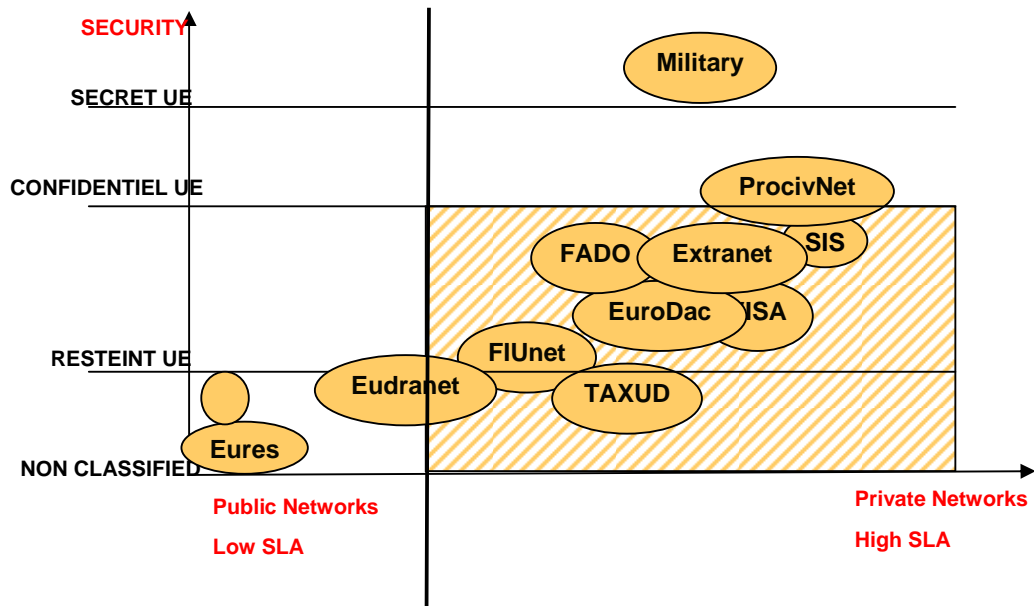 SECURITY
Military
SECRET UE
CONFIDENTIEL UE
ProcivNet
FADO
Extranet
SIS
EuroDac
ISA
RESTEINT UE
FIUnet
Eudranet
TAXUD
Eures
NON CLASSIFIED
Public Networks
Private Networks
Low SLA
High SLA